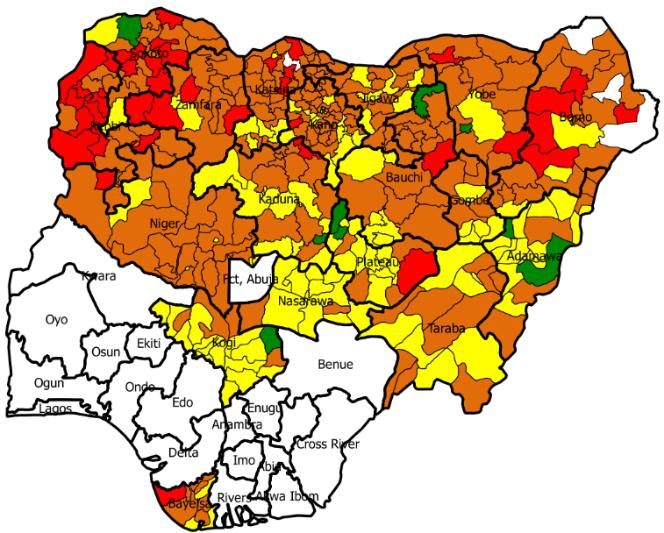 Sokoto
Katsina
Jigawa
Yobe
Zamfara
Kebbi
Kano
Borno
Bauchi
Kaduna
Gombe
Niger
Adamawa
Plateau
Fct, Abuja
Kwara
Nasarawa
Oyo
Taraba
Ekiti
Kogi
Osun
Benue
Ogun
Ondo
Edo
Enugu
Lagos
Anambra
Cross River
Delta
Imo
Abia
Bayelsa
Rivers
Akwa Ibom